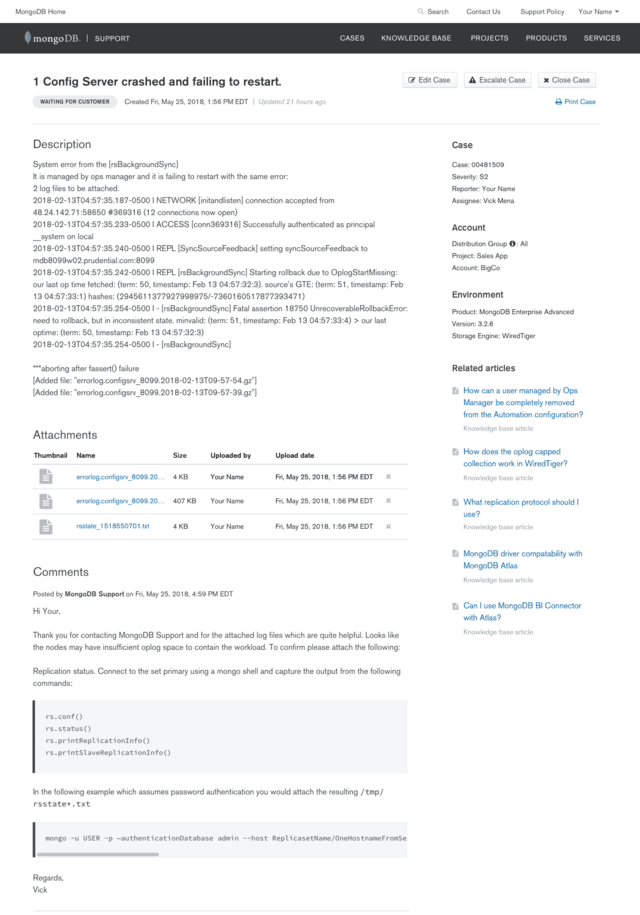 MongoDB Home
Search
Contact Us
Support Policy
Your Name
mongoDB. | SUPPORT
CASES
KNOWLEDGE BASE
PROJECTS
PRODUCTS
SERVICES
1 Config Server crashed and failing to restart.
Edit Case
Escalate Case
Close Case
WAITING FOR CUSTOMER
Created Fri, May 25, 2018, 1:56 PM EDT | Updated 21 hours ago
Print Case
Description
System error from the [rsBackgroundSync]
It is managed by ops manager and it is failing to restart with the same error:
2 log files to be attached.
2018-02-13T04:57:35.187-0500 I NETWORK [initandlisten] connection accepted from
48.24.142.71:58650 #369316 (12 connections now open)
2018-02-13T04:57:35.233-0500 I ACCESS [conn369316] Successfully authenticated as principal
__system on local
2018-02-13T04:57:35.240-0500 I REPL [SyncSourceFeedback] setting syncSourceFeedback to
mdb8099w02.prudential.com:8099
2018-02-13T04:57:35.242-0500 I REPL [rsBackgroundSync] Starting rollback due to OplogStartMissing:
our last op time fetched: (term: 50, timestamp: Feb 13 04:57:32:3). source's GTE: (term: 51, timestamp: Feb
13 04:57:33:1) hashes: (2945611377927998975/-7360160517877393471)
2018-02-13T04:57:35.254-0500 I - [rsBackgroundSync] Fatal assertion 18750 UnrecoverableRollbackError:
need to rollback, but in inconsistent state. minvalid: (term: 51, timestamp: Feb 13 04:57:33:4) > our last
optime: (term: 50, timestamp: Feb 13 04:57:32:3)
2018-02-13T04:57:35.254-0500 I - [rsBackgroundSync]
***aborting after fassert() failure
[Added file: "errorlog.configsrv_8099.2018-02-13T09-57-54.gz"]
[Added file: "errorlog.configsrv_8099.2018-02-13T09-57-39.gz"]
Attachments
Thumbnail Name Size Uploaded by Upload date
errorlog.configsrv_8099.20... 4 KB Your Name Fri, May 25, 2018, 1:56 PM EDT
errorlog.configsrv_8099.20... 407 KB Your Name Fri, May 25, 2018, 1:56 PM EDT
rsstate_1518550701.txt 4 KB Your Name Fri, May 25, 2018, 1:56 PM EDT
Comments
Posted by MongoDB Support on Fri, May 25, 2018, 4:59 PM EDT
Hi Your,
Thank you for contacting MongoDB Support and for the attached log files which are quite helpful. Looks like
the nodes may have insufficient oplog space to contain the workload. To confirm please attach the following:
Replication status. Connect to the set primary using a mongo shell and capture the output from the following
commands:
rs.conf()
rs.status()
rs.printReplicationInfo()
rs.printSlaveReplicationInfo()
In the following example which assumes password authentication you would attach the resulting /tmp/
rsstate*.txt
mongo -u USER -p —authenticationDatabase admin --host ReplicasetName/OneHostnameFromSe
Regards,
Vick
Case
Case: 00481509
Severity: S2
Reporter: Your Name
Assignee: Vick Mena
Account
Distribution Group : All
Project: Sales App
Account: BigCo
Environment
Product: MongoDB Enterprise Advanced
Version: 3.2.6
Storage Engine: WiredTiger
Related articles
How can a user managed by Ops
Manager be completely removed
from the Automation configuration?
Knowledge base article
How does the oplog capped
collection work in WiredTiger?
Knowledge base article
What replication protocol should I
use?
Knowledge base article
MongoDB driver compatability with
MongoDB Atlas
Knowledge base article
Can I use MongoDB BI Connector
with Atlas?
Knowledge base article